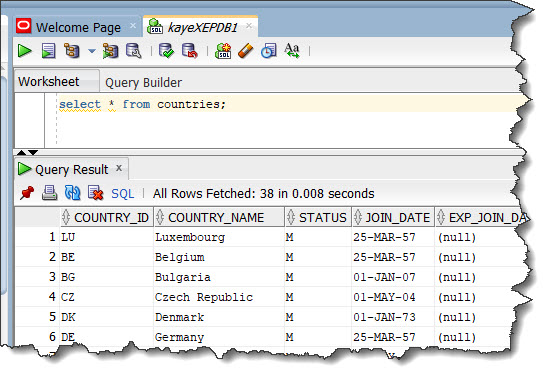 Welcome Page kayeXEPDB1
SQL Aa
Worksheet Query Builder
select * from countries;
Query Result
SQL | All Rows Fetched: 38 in 0.008 seconds
COUNTRY_ID COUNTRY_NAME STATUS JOIN_DATE EXP_JOIN_DA
1 LU Luxembourg M 25-MAR-57 (null)
2 BE Belgium M 25-MAR-57 (null)
3 BG Bulgaria M 01-JAN-07 (null)
4 CZ Czech Republic M 01-MAY-04 (null)
5 DK Denmark M 01-JAN-73 (null)
6 DE Germany M 25-MAR-57 (null)